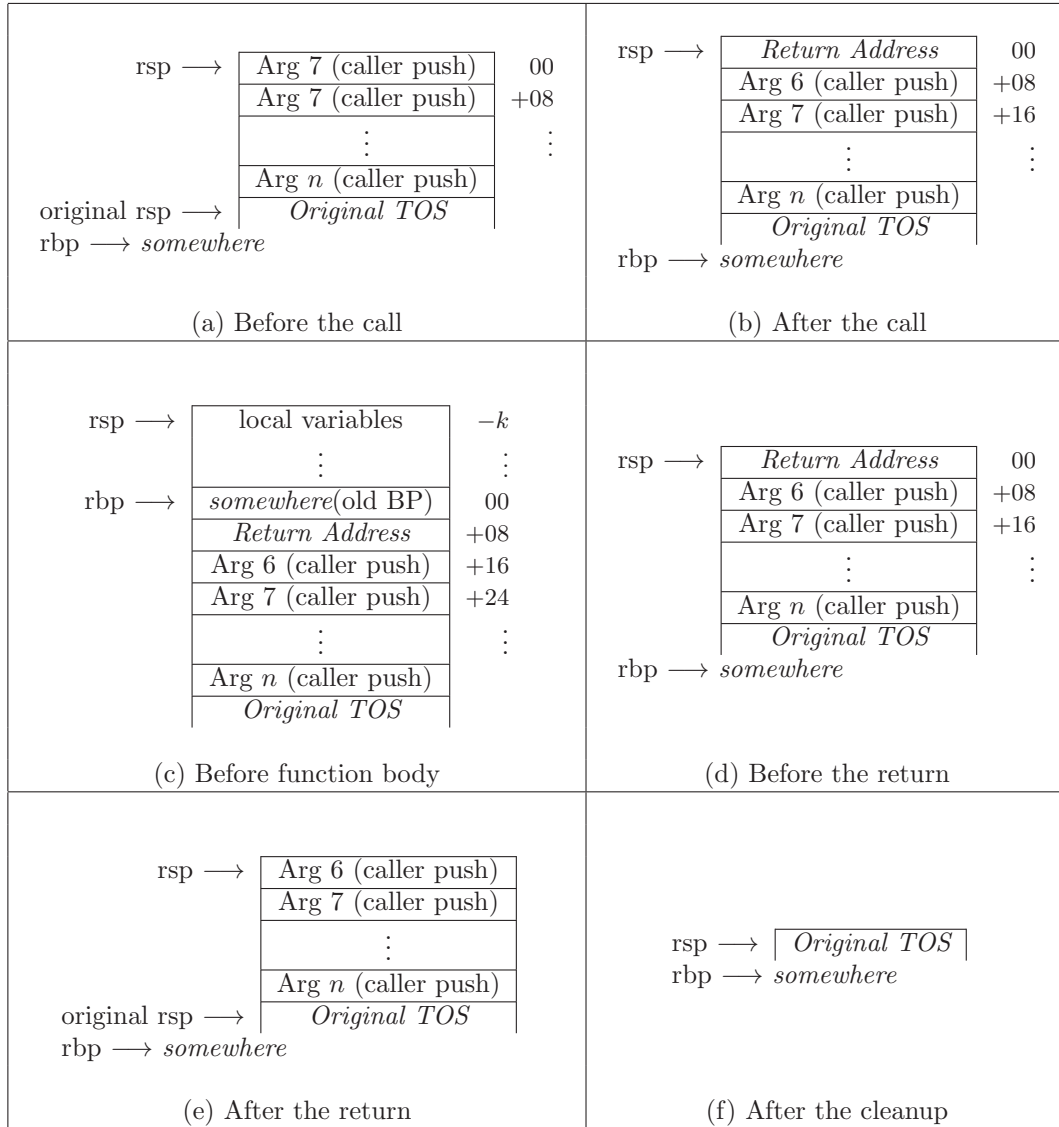 rsp ⟶ Arg 7 (caller push) 00
Arg 7 (caller push) +08
⋮ ⋮
Arg n (caller push)
original rsp ⟶ Original TOS
rbp ⟶ somewhere
(a) Before the call
rsp ⟶ Return Address 00
Arg 6 (caller push) +08
Arg 7 (caller push) +16
⋮ ⋮
Arg n (caller push)
Original TOS
rbp ⟶ somewhere
(b) After the call
rsp ⟶ local variables −k
⋮ ⋮
rbp ⟶ somewhere(old BP) 00
Return Address +08
Arg 6 (caller push) +16
Arg 7 (caller push) +24
⋮ ⋮
Arg n (caller push)
Original TOS
(c) Before function body
rsp ⟶ Return Address 00
Arg 6 (caller push) +08
Arg 7 (caller push) +16
⋮ ⋮
Arg n (caller push)
Original TOS
rbp ⟶ somewhere
(d) Before the return
rsp ⟶ Arg 6 (caller push)
Arg 7 (caller push)
⋮
Arg n (caller push)
original rsp ⟶ Original TOS
rbp ⟶ somewhere
(e) After the return
rsp ⟶ Original TOS
rbp ⟶ somewhere
(f) After the cleanup